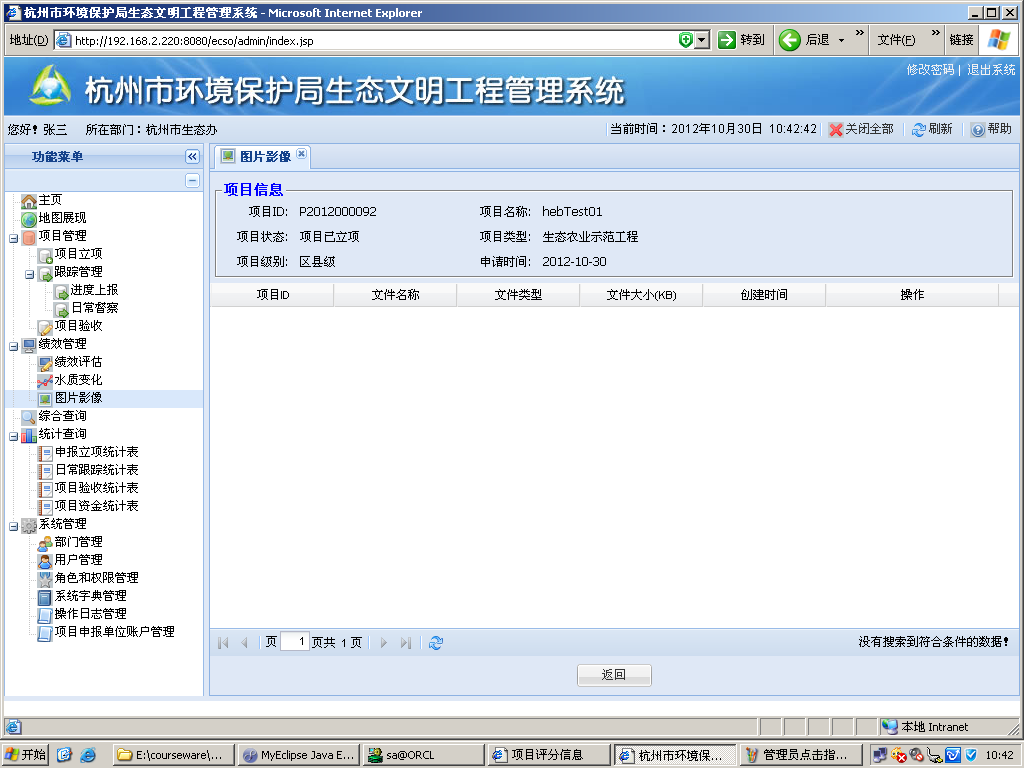 杭州市环境保护局生态文明工程管理系统 - Microsoft Internet Explorer
地址(D) http://192.168.2.220:8080/ecso/admin/index.jsp 转到 后退 文件(F) 链接
修改密码 | 退出系统
杭州市环境保护局生态文明工程管理系统
您好！张三 所在部门：杭州市生态办 当前时间：2012年10月30日 10:42:42 关闭全部 刷新 帮助
功能菜单
图片影像
主页
地图展现
项目管理
项目立项
跟踪管理
进度上报
日常督察
项目验收
绩效管理
绩效评估
水质变化
图片影像
综合查询
统计查询
申报立项统计表
日常跟踪统计表
项目验收统计表
项目资金统计表
系统管理
部门管理
用户管理
角色和权限管理
系统字典管理
操作日志管理
项目申报单位账户管理
项目信息
项目ID: P2012000092 项目名称: hebTest01
项目状态: 项目已立项 项目类型: 生态农业示范工程
项目级别: 区县级 申请时间: 2012-10-30
项目ID 文件名称 文件类型 文件大小(KB) 创建时间 操作
页 1 页共 1 页 没有搜索到符合条件的数据！
返回
本地 Intranet
开始 E:\courseware\... MyEclipse Java E... sa@ORCL 项目评分信息 杭州市环境保... 管理员点击指... 10:42